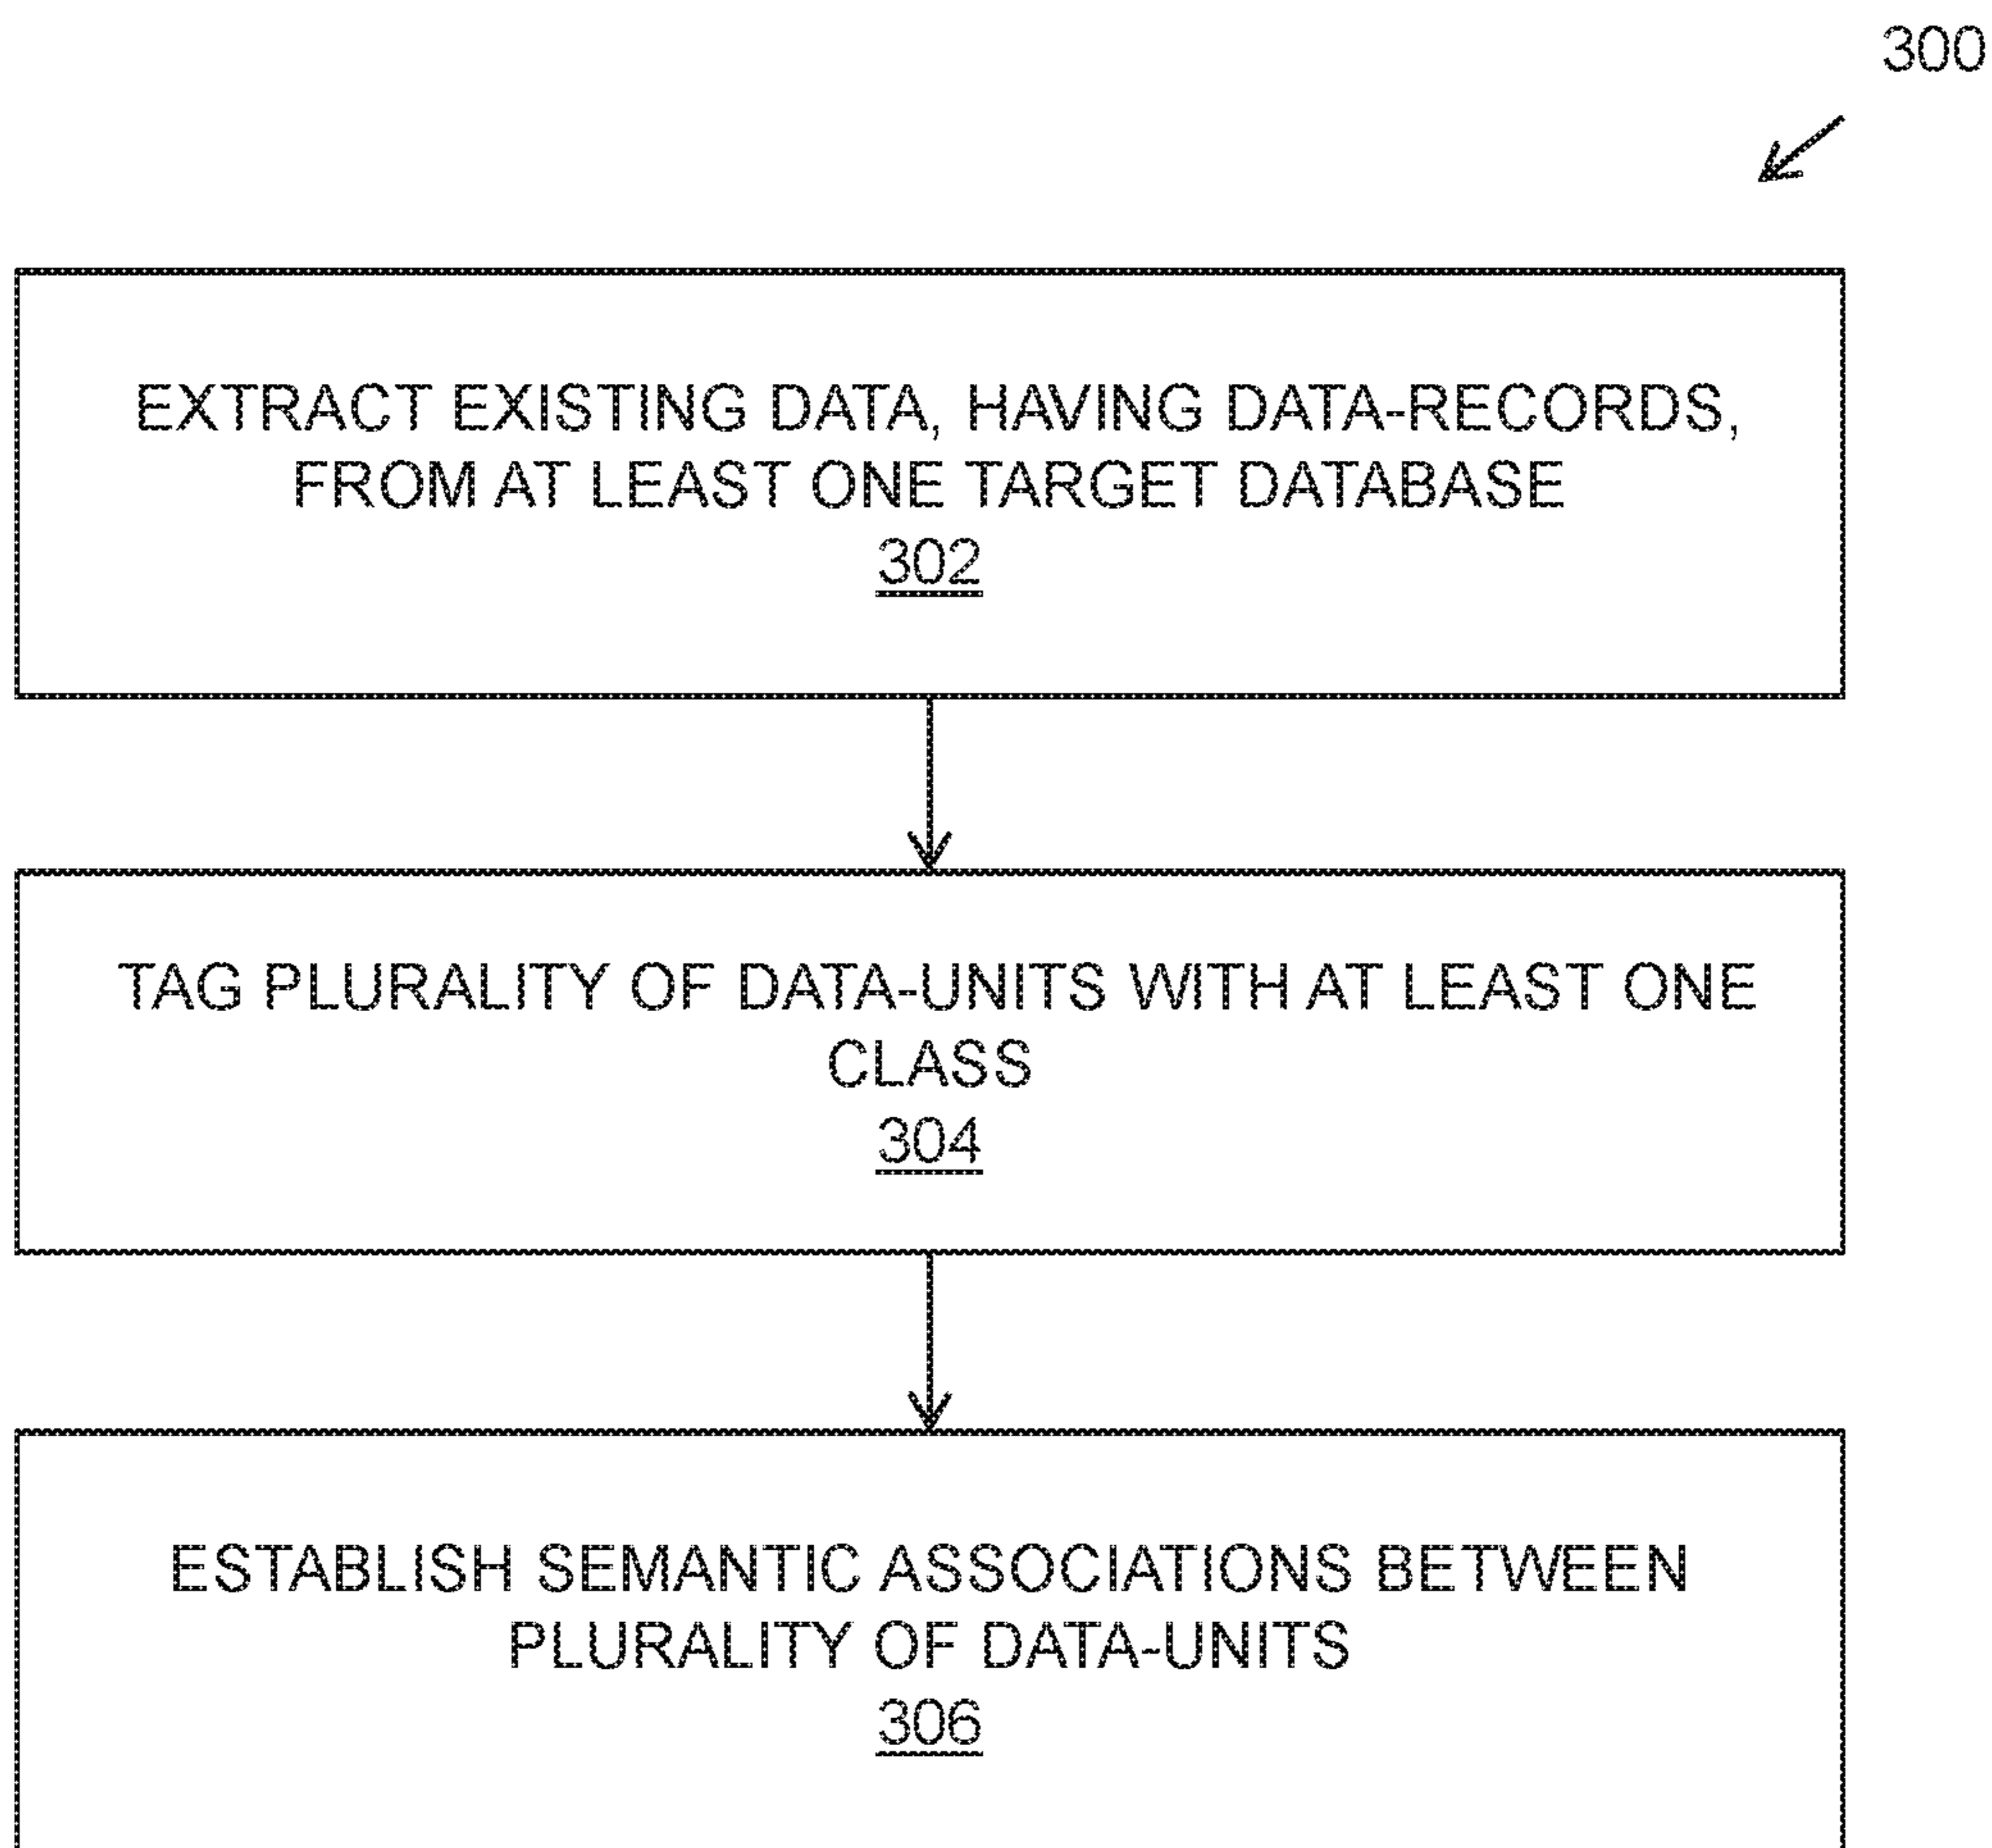 300
EXTRACT EXISTING DATA, HAVING DATA-RECORDS,
FROM AT LEAST ONE TARGET DATABASE
302
TAG PLURALITY OF DATA-UNITS WITH AT LEAST ONE
CLASS
304
ESTABLISH SEMANTIC ASSOCIATIONS BETWEEN
PLURALITY OF DATA-UNITS
306